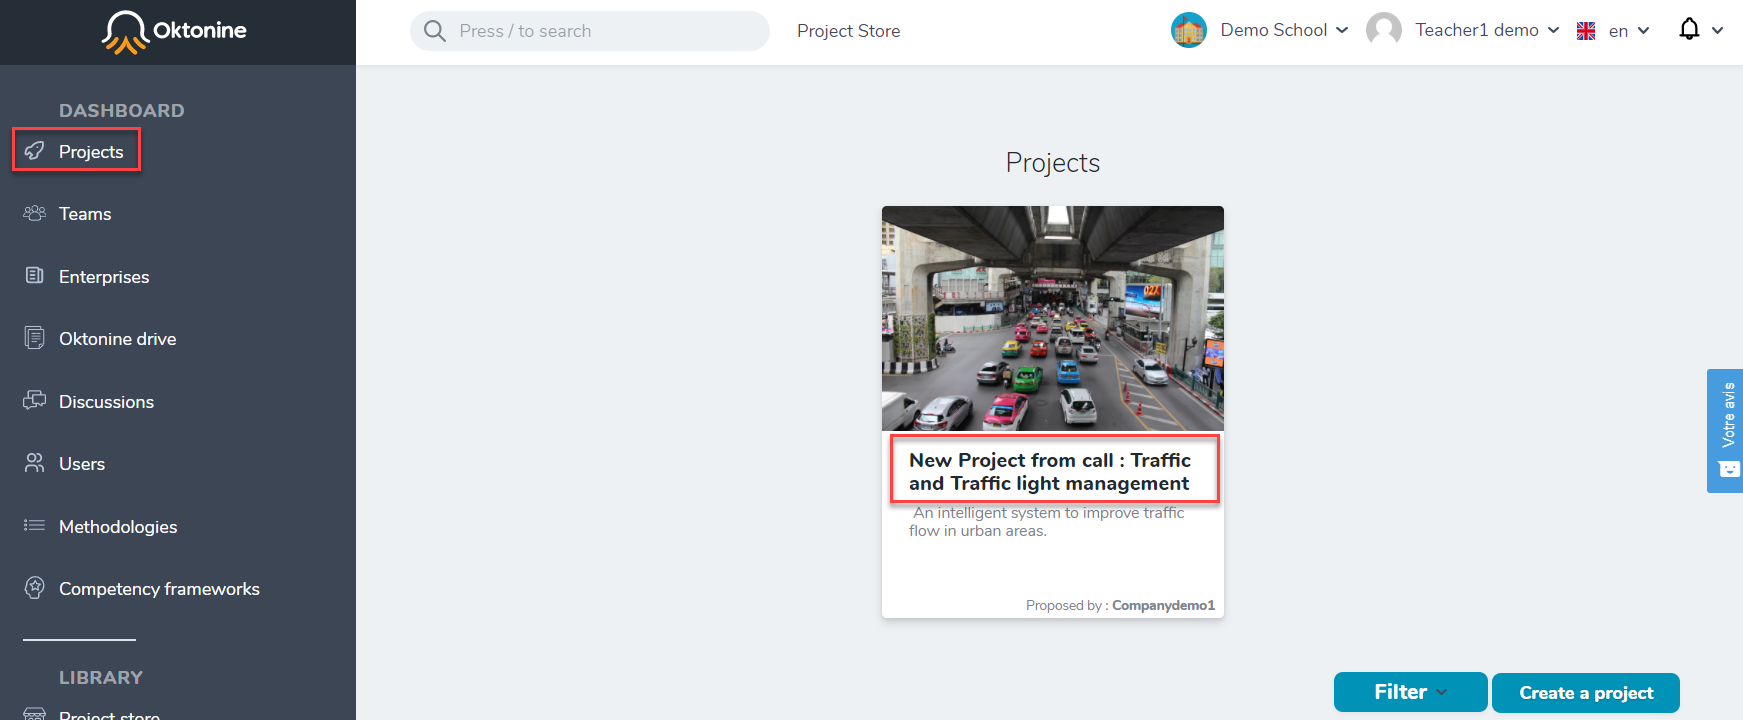 Oktonine
Press / to search
Project Store
Demo School
Teacher1 demo
en
DASHBOARD
Projects
Teams
Enterprises
Oktonine drive
Discussions
Users
Methodologies
Competency frameworks
LIBRARY
Project store
Projects
027
New Project from call : Traffic
and Traffic light management
An intelligent system to improve traffic
flow in urban areas.
Proposed by : Companydemo1
Votre avis
Filter
Create a project